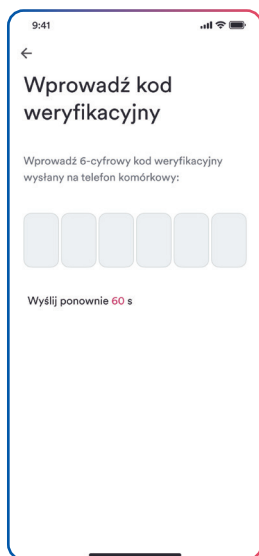 9:41
Wprowadź kod
weryfikacyjny
Wprowadź 6-cyfrowy kod weryfikacyjny
wysłany na telefon komórkowy:
Wyślij ponownie 60 s